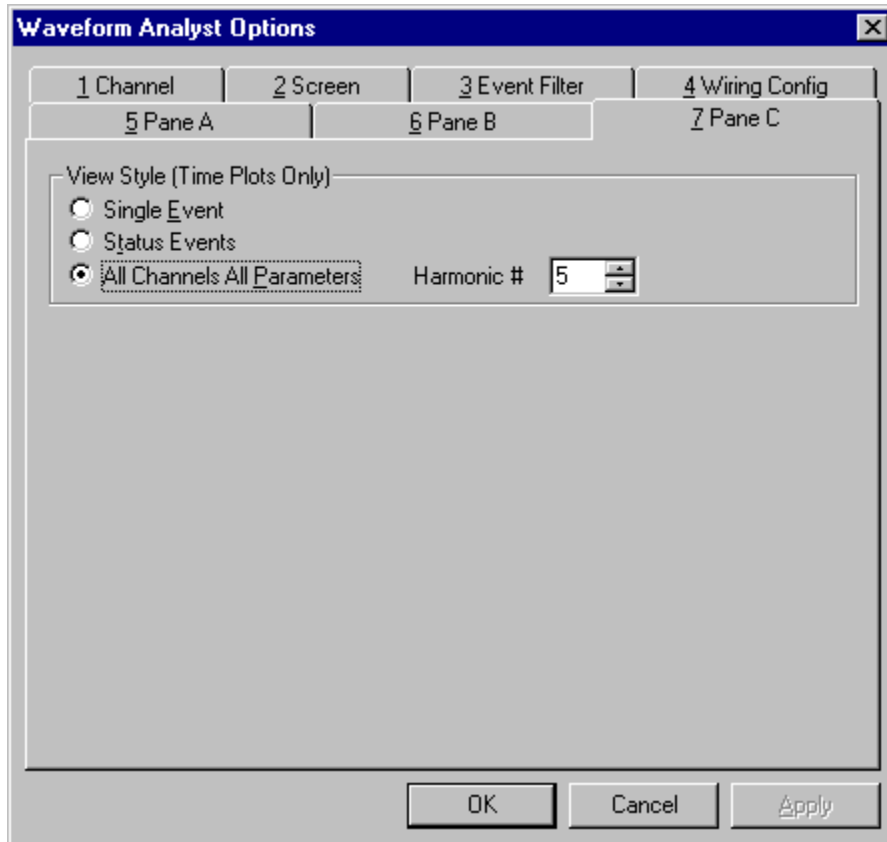 Waveform Analyst Options
1 Channel 2 Screen 3 Event Filter 4 Wiring Config
5 Pane A 6 Pane B 7 Pane C
View Style (Time Plots Only)
Single Event
Status Events
All Channels All Parameters Harmonic # 5
OK Cancel Apply